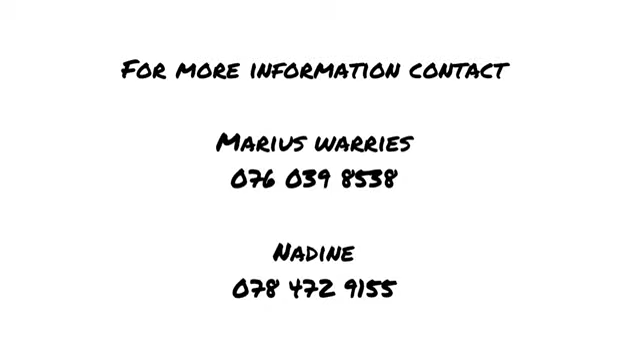 For more information contact
Marius Warries
076 039 8538
Nadine
078 472 9155